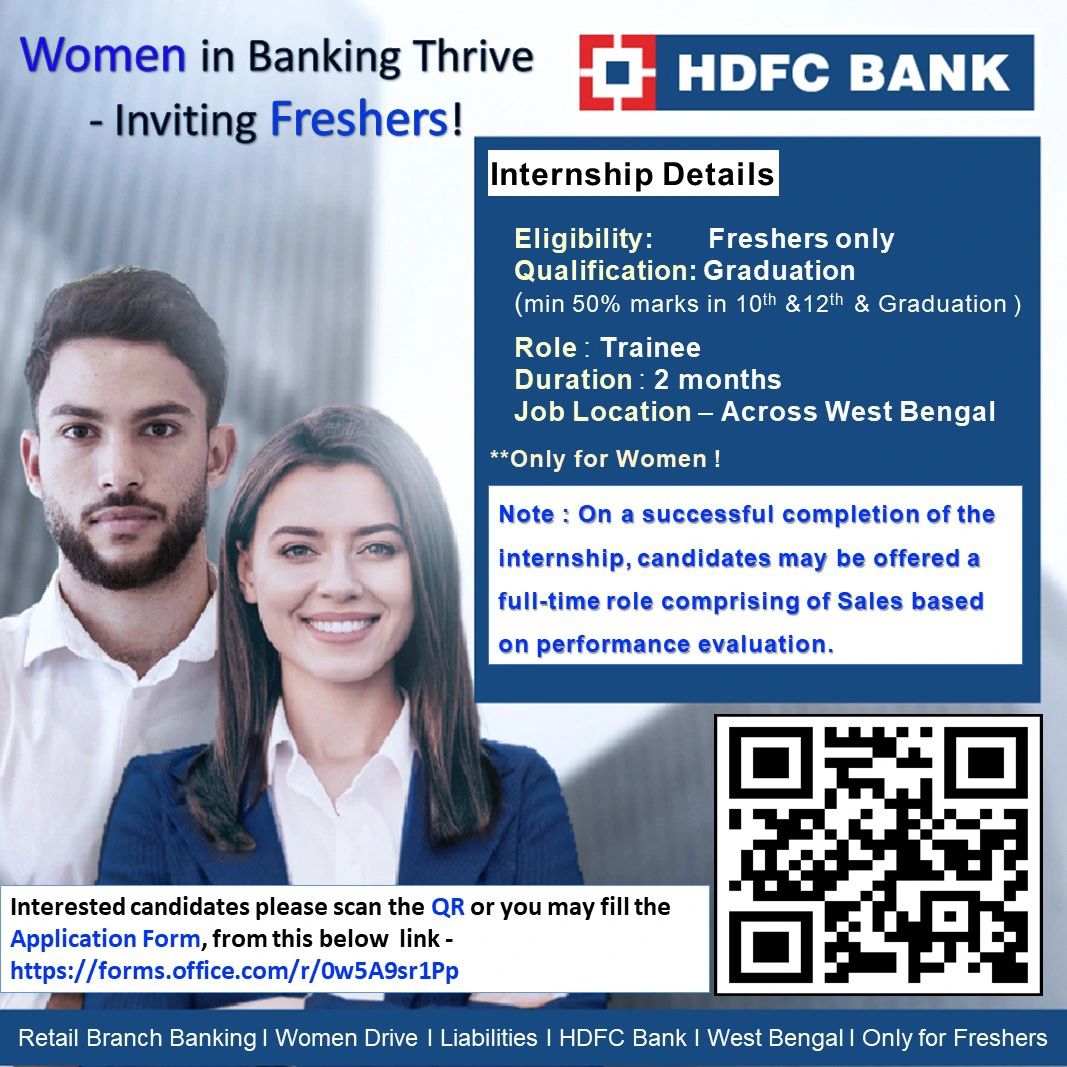 Women in Banking Thrive
- Inviting Freshers!
HDFC BANK
Internship Details
Eligibility: Freshers only
Qualification: Graduation
(min 50% marks in 10th &12th & Graduation )
Role : Trainee
Duration : 2 months
Job Location – Across West Bengal
**Only for Women !
Note : On a successful completion of the
internship, candidates may be offered a
full-time role comprising of Sales based
on performance evaluation.
Interested candidates please scan the QR or you may fill the
Application Form, from this below link -
https://forms.office.com/r/0w5A9sr1Pp
Retail Branch Banking I Women Drive I Liabilities I HDFC Bank I West Bengal I Only for Freshers